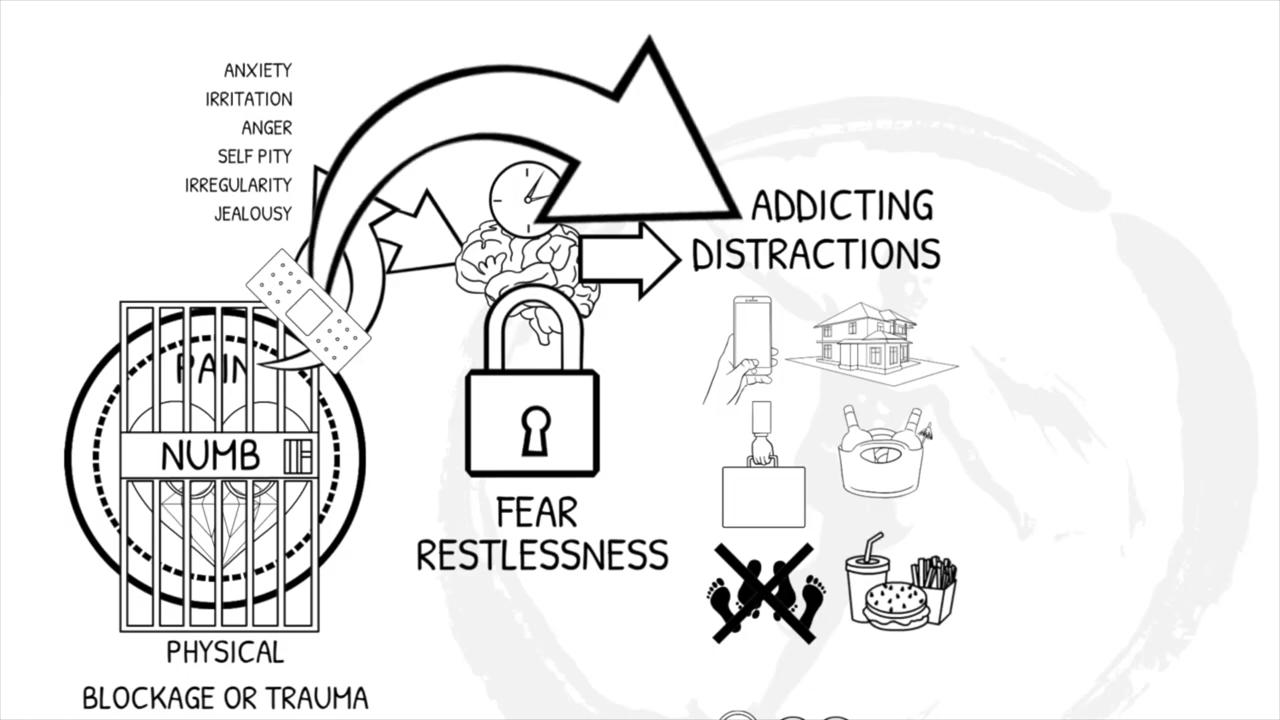 ANXIETY
IRRITATION
ANGER
SELF PITY
IRREGULARITY
JEALOUSY
ADDICTING
DISTRACTIONS
PAIN
NUMB
FEAR
RESTLESSNESS
PHYSICAL
BLOCKAGE OR TRAUMA